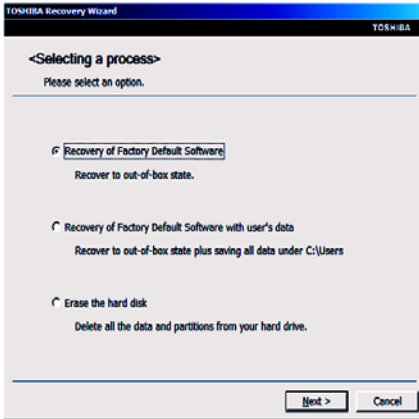 TOSHIBA Recovery Wizard
TOSHIBA
<Selecting a process>
Please select an option.
Recovery of Factory Default Software
Recover to out-of-box state.
Recovery of Factory Default Software with user's data
Recover to out-of-box state plus saving all data under C:\Users
Erase the hard disk
Delete all the data and partitions from your hard drive.
Next >
Cancel